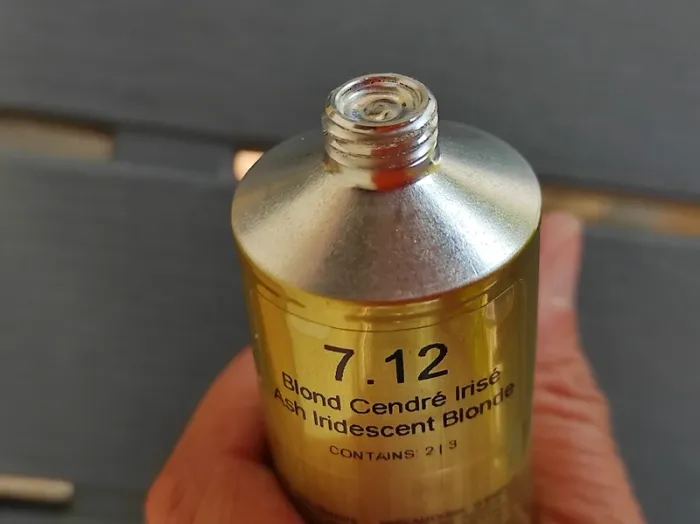 7.12
Blond Cendré Irisé
Ash Iridescent Blonde
CONTAINS: 2 | 3